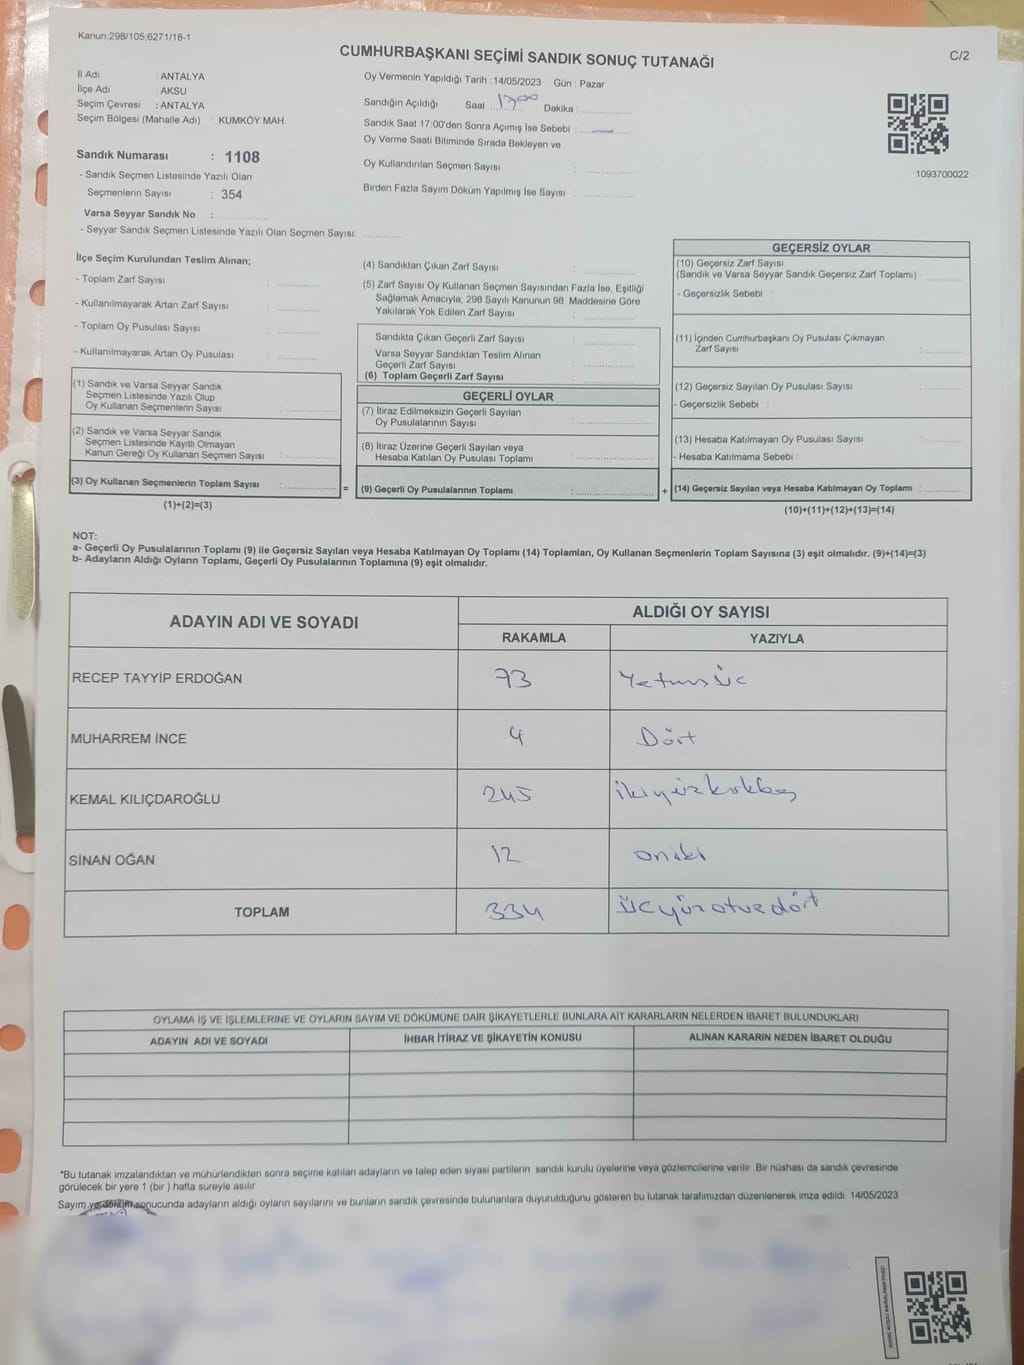 Kanun.298/105,6271/18-1
CUMHURBAŞKANI SEÇİMİ SANDIK SONUÇ TUTANAĞI
C/2
İl Adı : ANTALYA
İlçe Adı : AKSU
Seçim Çevresi : ANTALYA
Seçim Bölgesi (Mahalle Adı) : KUMKÖY MAH.
Sandık Numarası : 1108
- Sandık Seçmen Listesinde Yazılı Olan
Seçmenlerin Sayısı : 354
Varsa Seyyar Sandık No :
- Seyyar Sandık Seçmen Listesinde Yazılı Olan Seçmen Sayısı:
Oy Vermenin Yapıldığı Tarih : 14/05/2023 Gün : Pazar
Sandığın Açıldığı Saat : 1700 Dakika :
Sandık Saat 17:00'den Sonra Açımış İse Sebebi :
Oy Verme Saati Bitiminde Sırada Bekleyen ve
Oy Kullandırılan Seçmen Sayısı :
Birden Fazla Sayım Döküm Yapılmış İse Sayısı :
1093700022
İlçe Seçim Kurulundan Teslim Alınan;
- Toplam Zarf Sayısı :
- Kullanılmayarak Artan Zarf Sayısı :
- Toplam Oy Pusulası Sayısı :
- Kullanılmayarak Artan Oy Pusulası :
(1) Sandık ve Varsa Seyyar Sandık
Seçmen Listesinde Yazılı Olup
Oy Kullanan Seçmenlerin Sayısı :
(2) Sandık ve Varsa Seyyar Sandık
Seçmen Listesinde Kayıtlı Olmayan
Kanun Gereği Oy Kullanan Seçmen Sayısı :
(3) Oy Kullanan Seçmenlerin Toplam Sayısı : =
(1)+(2)=(3)
(4) Sandıktan Çıkan Zarf Sayısı :
(5) Zarf Sayısı Oy Kullanan Seçmen Sayısından Fazla İse, Eşitliği
Sağlamak Amacıyla, 298 Sayılı Kanunun 98. Maddesine Göre
Yakılarak Yok Edilen Zarf Sayısı :
Sandıkta Çıkan Geçerli Zarf Sayısı :
Varsa Seyyar Sandıktan Teslim Alınan
Geçerli Zarf Sayısı :
(6) Toplam Geçerli Zarf Sayısı :
GEÇERLİ OYLAR
(7) İtiraz Edilmeksizin Geçerli Sayılan
Oy Pusulalarının Sayısı :
(8) İtiraz Üzerine Geçerli Sayılan veya
Hesaba Katılan Oy Pusulası Toplamı :
(9) Geçerli Oy Pusulalarının Toplamı : +
GEÇERSİZ OYLAR
(10) Geçersiz Zarf Sayısı
(Sandık ve Varsa Seyyar Sandık Geçersiz Zarf Toplamı) :
- Geçersizlik Sebebi :
(11) İçinden Cumhurbaşkanı Oy Pusulası Çıkmayan
Zarf Sayısı :
(12) Geçersiz Sayılan Oy Pusulası Sayısı :
- Geçersizlik Sebebi :
(13) Hesaba Katılmayan Oy Pusulası Sayısı :
- Hesaba Katılmama Sebebi :
(14) Geçersiz Sayılan veya Hesaba Katılmayan Oy Toplamı :
(10)+(11)+(12)+(13)=(14)
NOT:
a- Geçerli Oy Pusulalarının Toplamı (9) ile Geçersiz Sayılan veya Hesaba Katılmayan Oy Toplamı (14) Toplamları, Oy Kullanan Seçmenlerin Toplam Sayısına (3) eşit olmalıdır. (9)+(14)=(3)
b- Adayların Aldığı Oyların Toplamı, Geçerli Oy Pusulalarının Toplamına (9) eşit olmalıdır.
ADAYIN ADI VE SOYADI
ALDIĞI OY SAYISI
RAKAMLA YAZIYLA
RECEP TAYYİP ERDOĞAN 73 Yetmişüc
MUHARREM İNCE 4 Dört
KEMAL KILIÇDAROĞLU 245 ikiyüzkırkbeş
SİNAN OĞAN 12 oniki
TOPLAM 334 Ücyüzotuzdört
OYLAMA İŞ VE İŞLEMLERİNE VE OYLARIN SAYIM VE DÖKÜMÜNE DAİR ŞİKAYETLERLE BUNLARA AİT KARARLARIN NELERDEN İBARET BULUNDUKLARI
ADAYIN ADI VE SOYADI İHBAR İTİRAZ VE ŞİKAYETİN KONUSU ALINAN KARARIN NEDEN İBARET OLDUĞU
*Bu tutanak imzalandıktan ve mühürlendikten sonra seçime katılan adayların ve talep eden siyasi partilerin sandık kurulu üyelerine veya gözlemcilerine verilir. Bir nüshası da sandık çevresinde
görülecek bir yere 1 (bir ) hafta süreyle asılır.
Sayım ve döküm sonucunda adayların aldığı oyların sayılarını ve bunların sandık çevresinde bulunanlara duyurulduğunu gösteren bu tutanak tarafımızdan düzenlenerek imza edildi. 14/05/2023